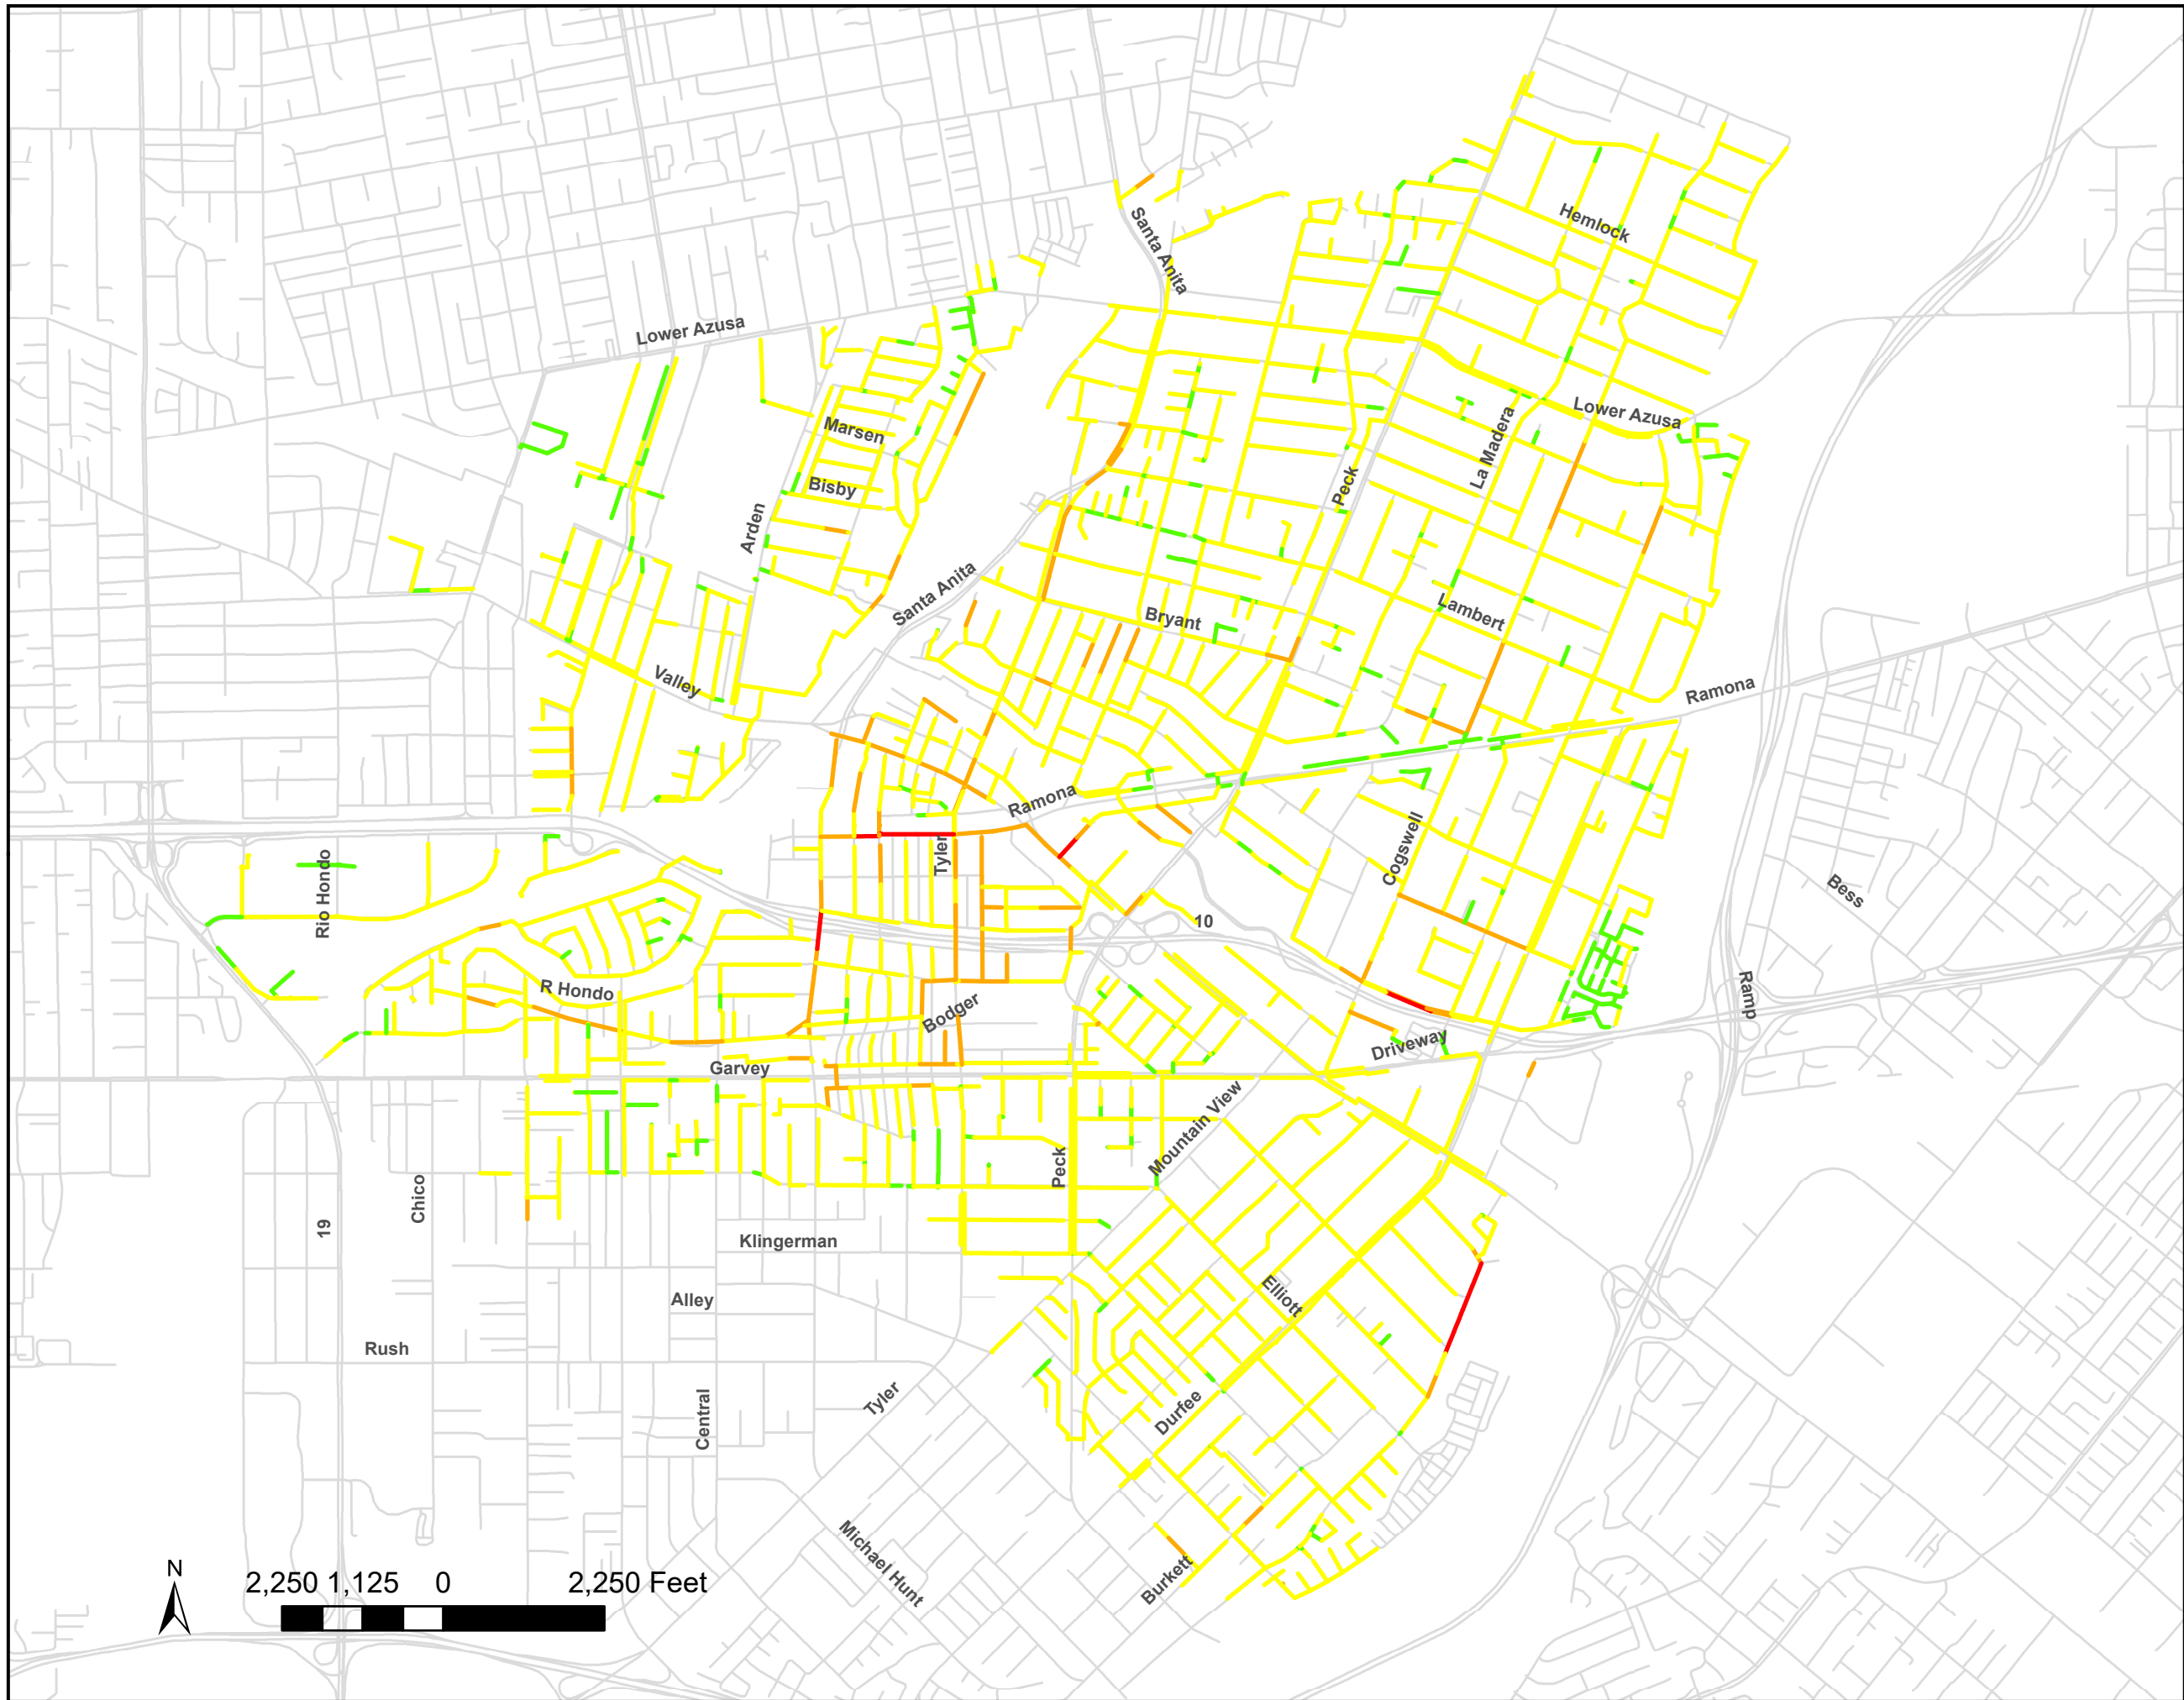 Hemlock
Santa Anita
Lower Azusa
Lower Azusa
Marsen
La Madera
Bisby
Peck
Arden
Santa Anita
Lambert
Bryant
Valley
Ramona
Ramona
Tyler
Cogswell
Rio Hondo
Bess
10
R Hondo
Ramp
Bodger
Driveway
Garvey
Mountain View
Peck
Chico
19
Klingerman
Elliott
Alley
Rush
Tyler
Central
Durfee
Michael Hunt
Burkett
N
2,250 1,125 0 2,250 Feet